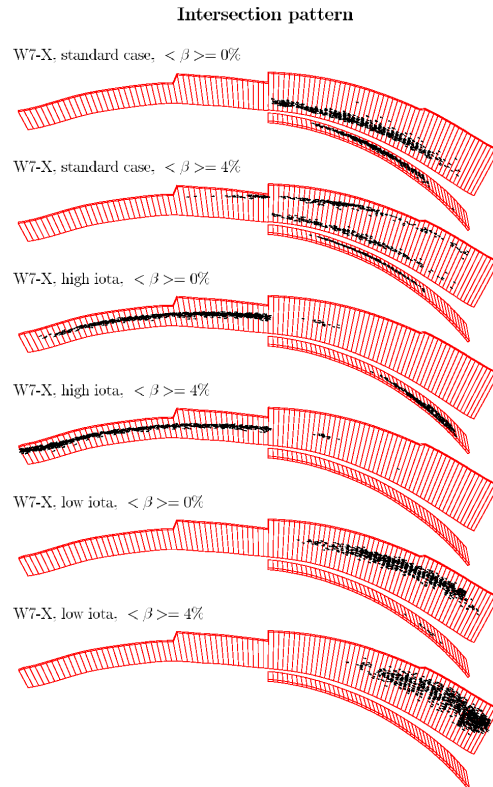 Intersection pattern
W7-X, standard case, < β >= 0%
W7-X, standard case, < β >= 4%
W7-X, high iota, < β >= 0%
W7-X, high iota, < β >= 4%
W7-X, low iota, < β >= 0%
W7-X, low iota, < β >= 4%